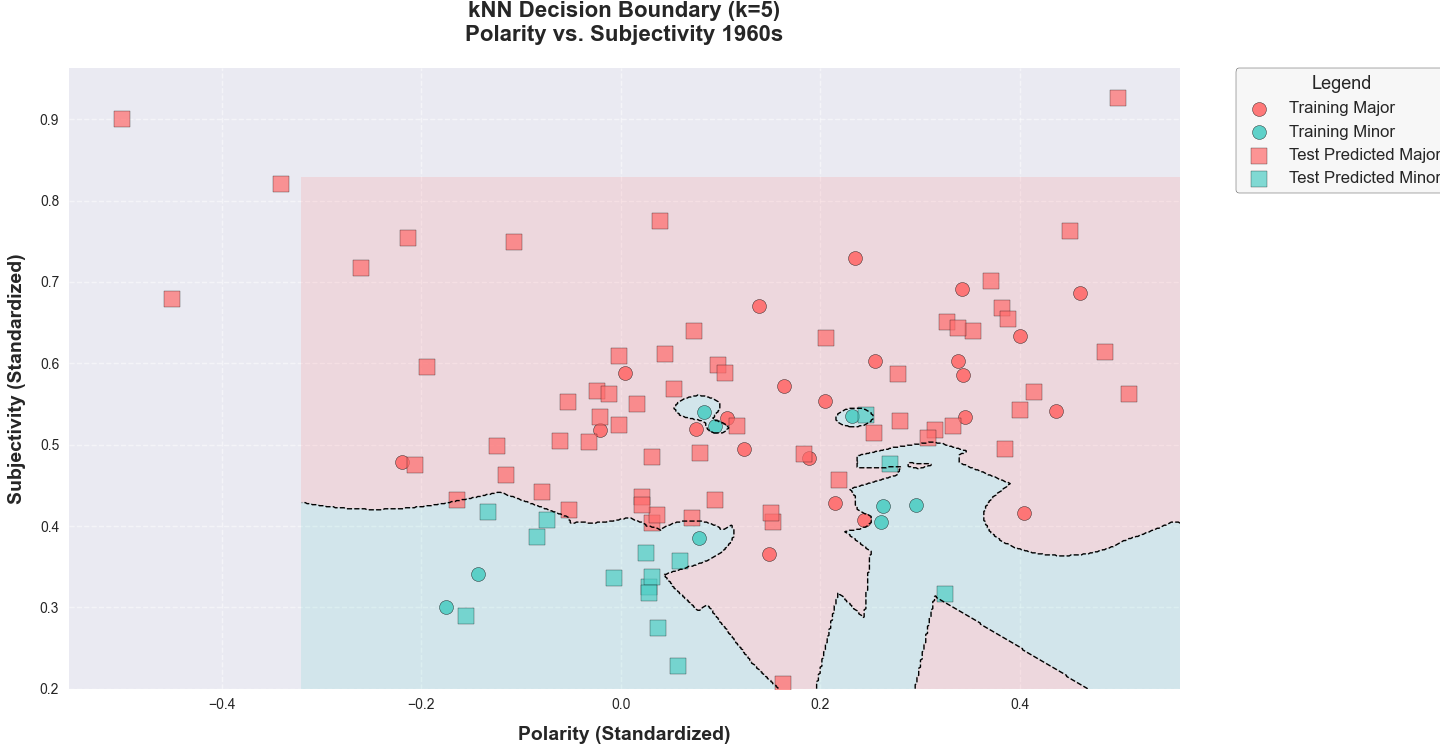 kNN Decision Boundary (k=5)
Polarity vs. Subjectivity 1960s
Legend
Training Major
Training Minor
Test Predicted Major
Test Predicted Minor
Subjectivity (Standardized)
0.9
0.8
0.7
0.6
0.5
0.4
0.3
0.2
−0.4
−0.2
0.0
0.2
0.4
Polarity (Standardized)